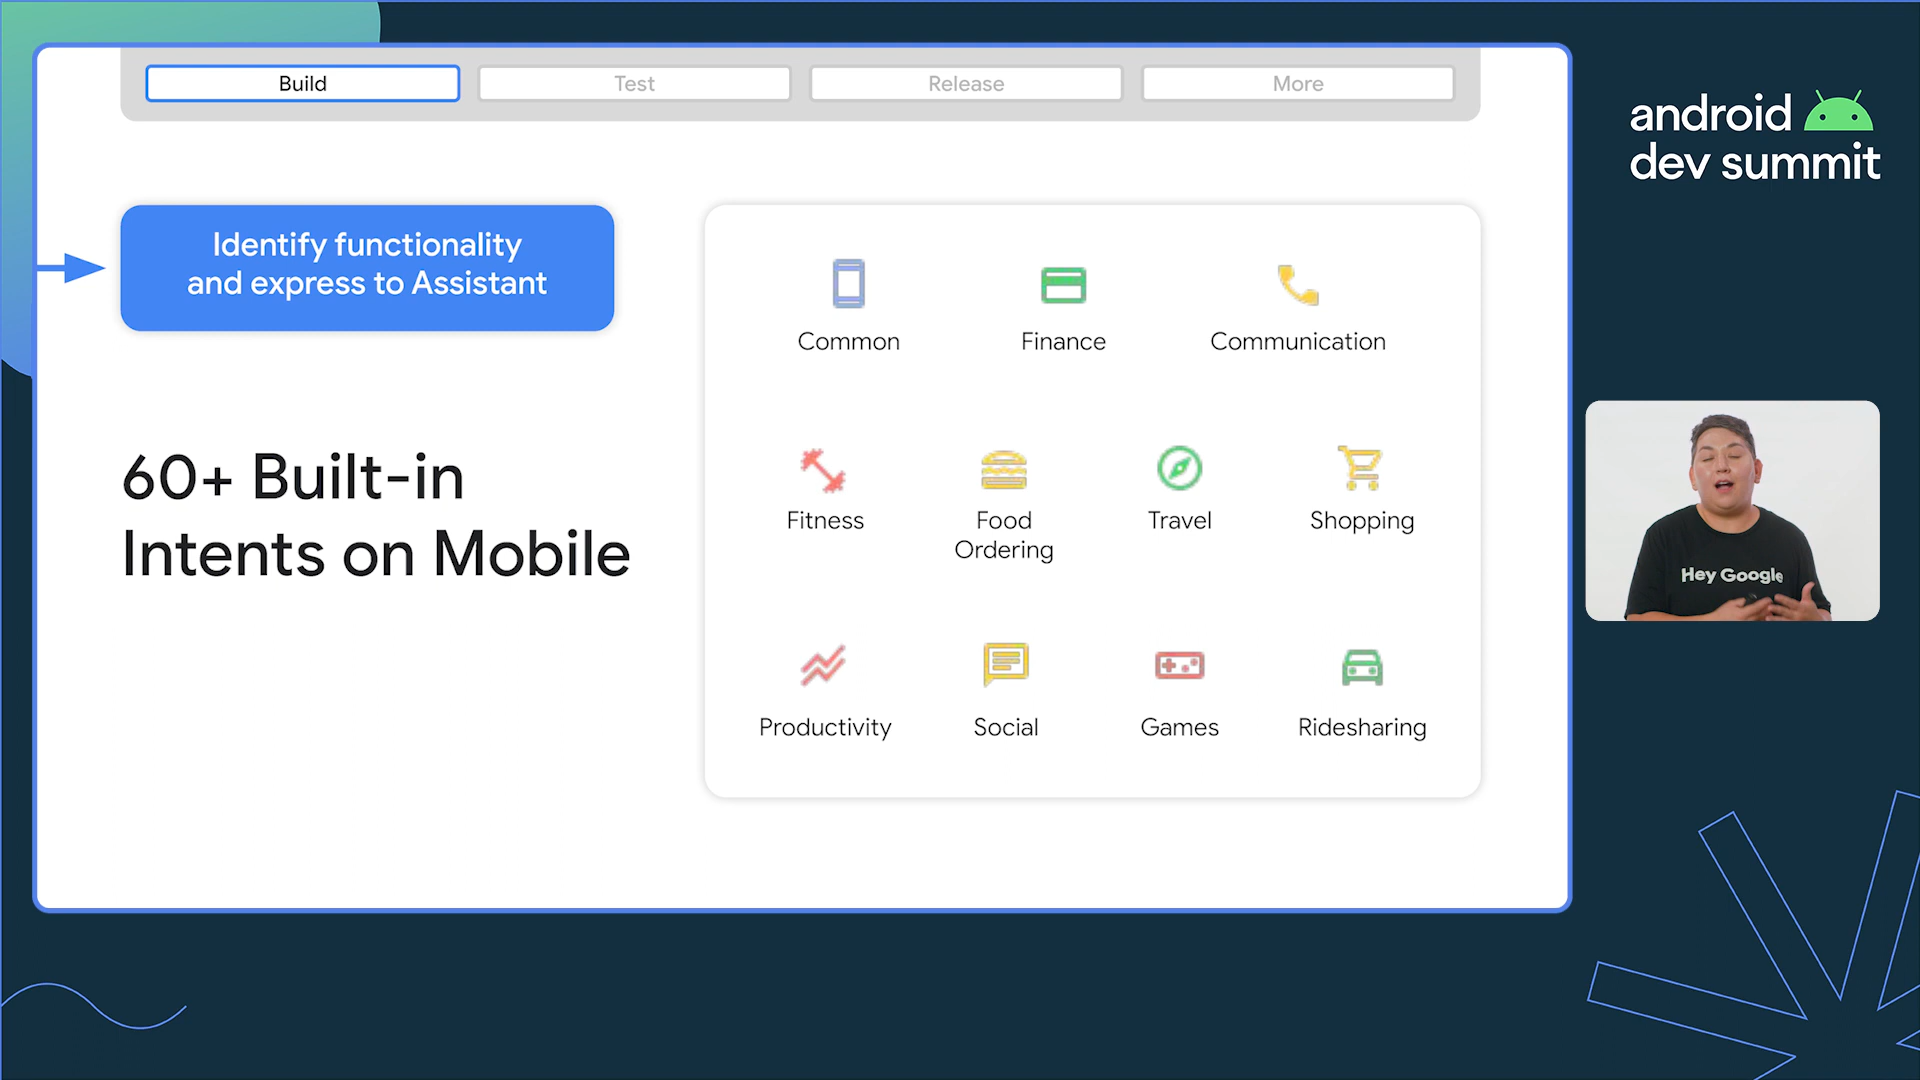 Build
Test
Release
More
android
dev summit
Identify functionality
and express to Assistant
60+ Built-in
Intents on Mobile
Common
Finance
Communication
Fitness
Food
Ordering
Travel
Shopping
Productivity
Social
Games
Ridesharing
Hey Google